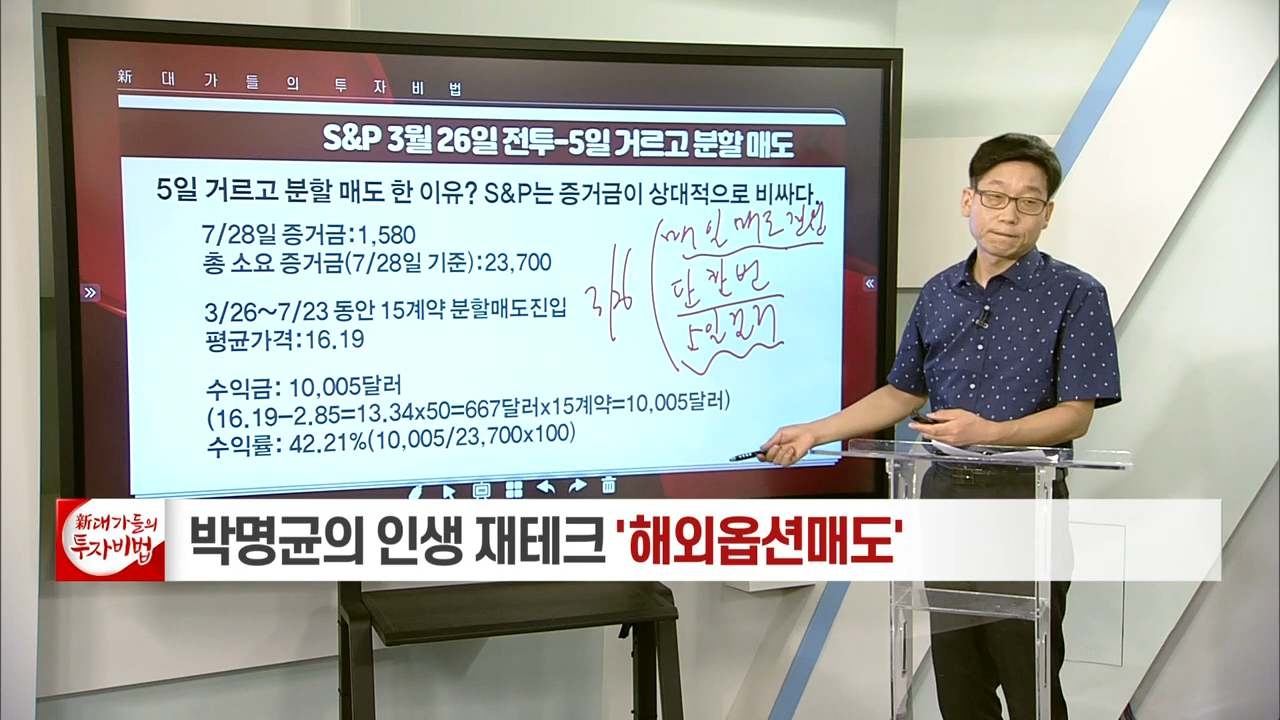 新 대 가 들 의 투 자 비 법
S&P 3월 26일 전투-5일 거르고 분할 매도
5일 거르고 분할 매도 한 이유? S&P는 증거금이 상대적으로 비싸다.
7/28일 증거금:1,580
총 소요 증거금(7/28일 기준):23,700
3/26~7/23 동안 15계약 분할매도진입
평균가격:16.19
수익금: 10,005달러
(16.19-2.85=13.34x50=667달러x15계약=10,005달러)
수익률: 42.21%(10,005/23,700x100)
3/26
매일 매도
단 한번
5일
新대가들의
투자비법
박명균의 인생 재테크 '해외옵션매도'